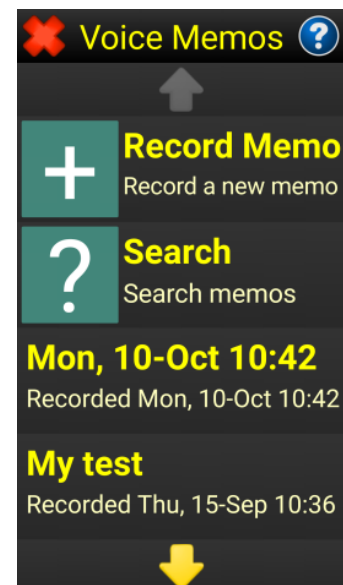 Voice Memos ?
+ Record Memo
Record a new memo
? Search
Search memos
Mon, 10-Oct 10:42
Recorded Mon, 10-Oct 10:42
My test
Recorded Thu, 15-Sep 10:36